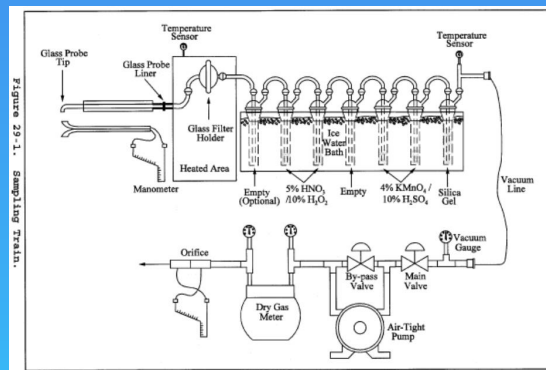 Figure 29-1. Sampling Train.
Temperature
Sensor
Temperature
Sensor
Glass Probe
Tip
Glass Probe
Liner
Glass Filter
Holder
Heated Area
Manometer
Ice
Water
Bath
Empty
(Optional)
5% HNO3
/10% H2O2
Empty
4% KMnO4 /
10% H2SO4
Silica
Gel
Vacuum
Line
Orifice
Dry Gas
Meter
By-pass
Valve
Main
Valve
Vacuum
Gauge
Air-Tight
Pump